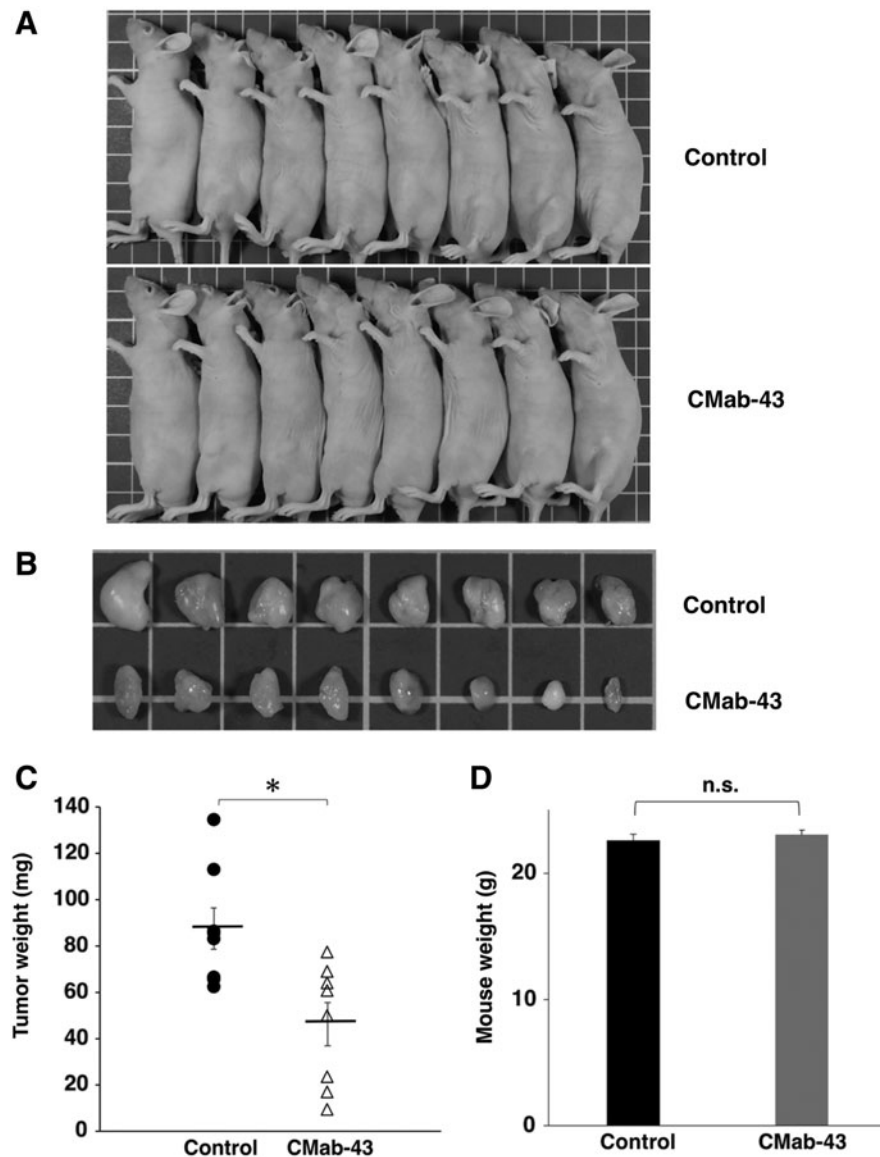 A
Control
CMab-43
B
Control
CMab-43
C
*
Tumor weight (mg)
140
120
100
80
60
40
20
0
Control CMab-43
D
n.s.
Mouse weight (g)
20
10
0
Control CMab-43